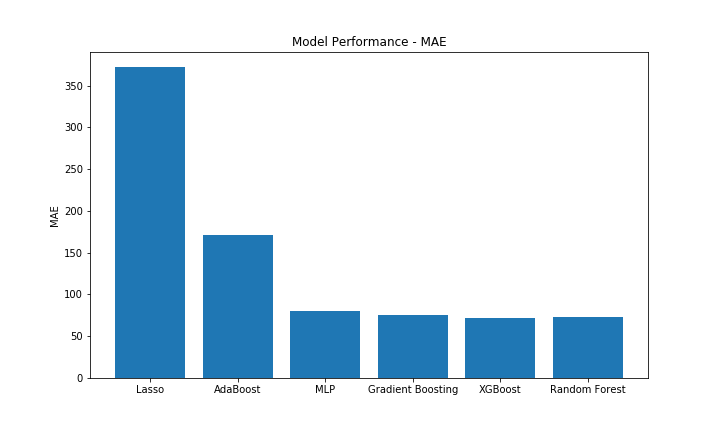 Model Performance - MAE
MAE
350
300
250
200
150
100
50
0
Lasso
AdaBoost
MLP
Gradient Boosting
XGBoost
Random Forest